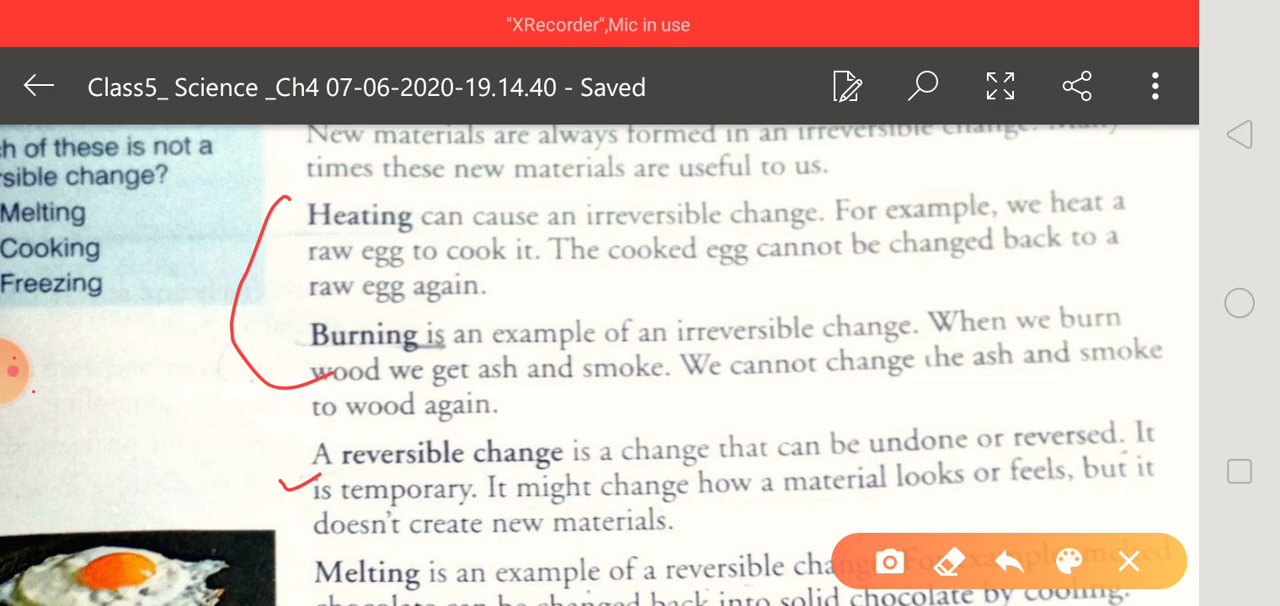 "XRecorder",Mic in use
Class5_ Science _Ch4 07-06-2020-19.14.40 - Saved
h of these is not a
sible change?
Melting
Cooking
Freezing
New materials are always formed in an irreversible change. Many
times these new materials are useful to us.
Heating can cause an irreversible change. For example, we heat a
raw egg to cook it. The cooked egg cannot be changed back to a
raw egg again.
Burning is an example of an irreversible change. When we burn
wood we get ash and smoke. We cannot change the ash and smoke
to wood again.
A reversible change is a change that can be undone or reversed. It
is temporary. It might change how a material looks or feels, but it
doesn't create new materials.
Melting is an example of a reversible change. For example, melted
chocolate can be changed back into solid chocolate by cooling.